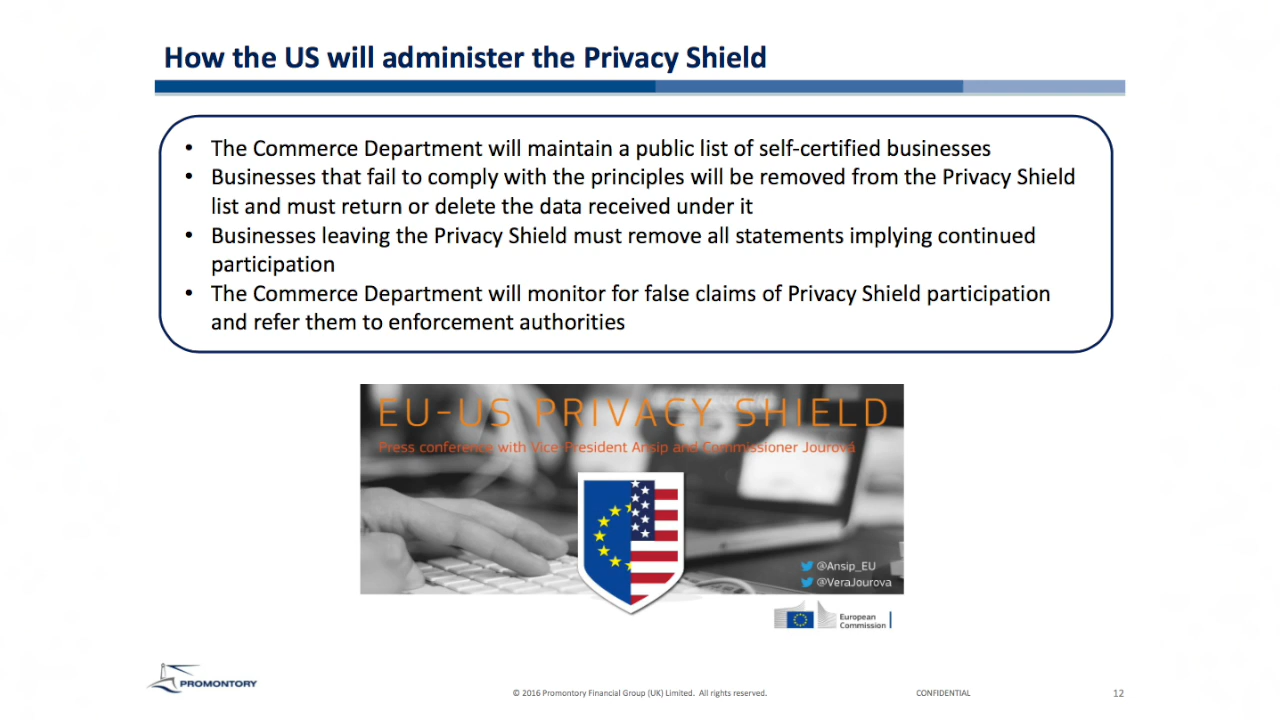 How the US will administer the Privacy Shield
• The Commerce Department will maintain a public list of self-certified businesses
• Businesses that fail to comply with the principles will be removed from the Privacy Shield
list and must return or delete the data received under it
• Businesses leaving the Privacy Shield must remove all statements implying continued
participation
• The Commerce Department will monitor for false claims of Privacy Shield participation
and refer them to enforcement authorities
EU-US PRIVACY SHIELD
Press conference with Vice President Ansip and Commissioner Jourová
@Ansip_EU
@VeraJourova
European
Commission
PROMONTORY
© 2016 Promontory Financial Group (UK) Limited. All rights reserved.
CONFIDENTIAL
12